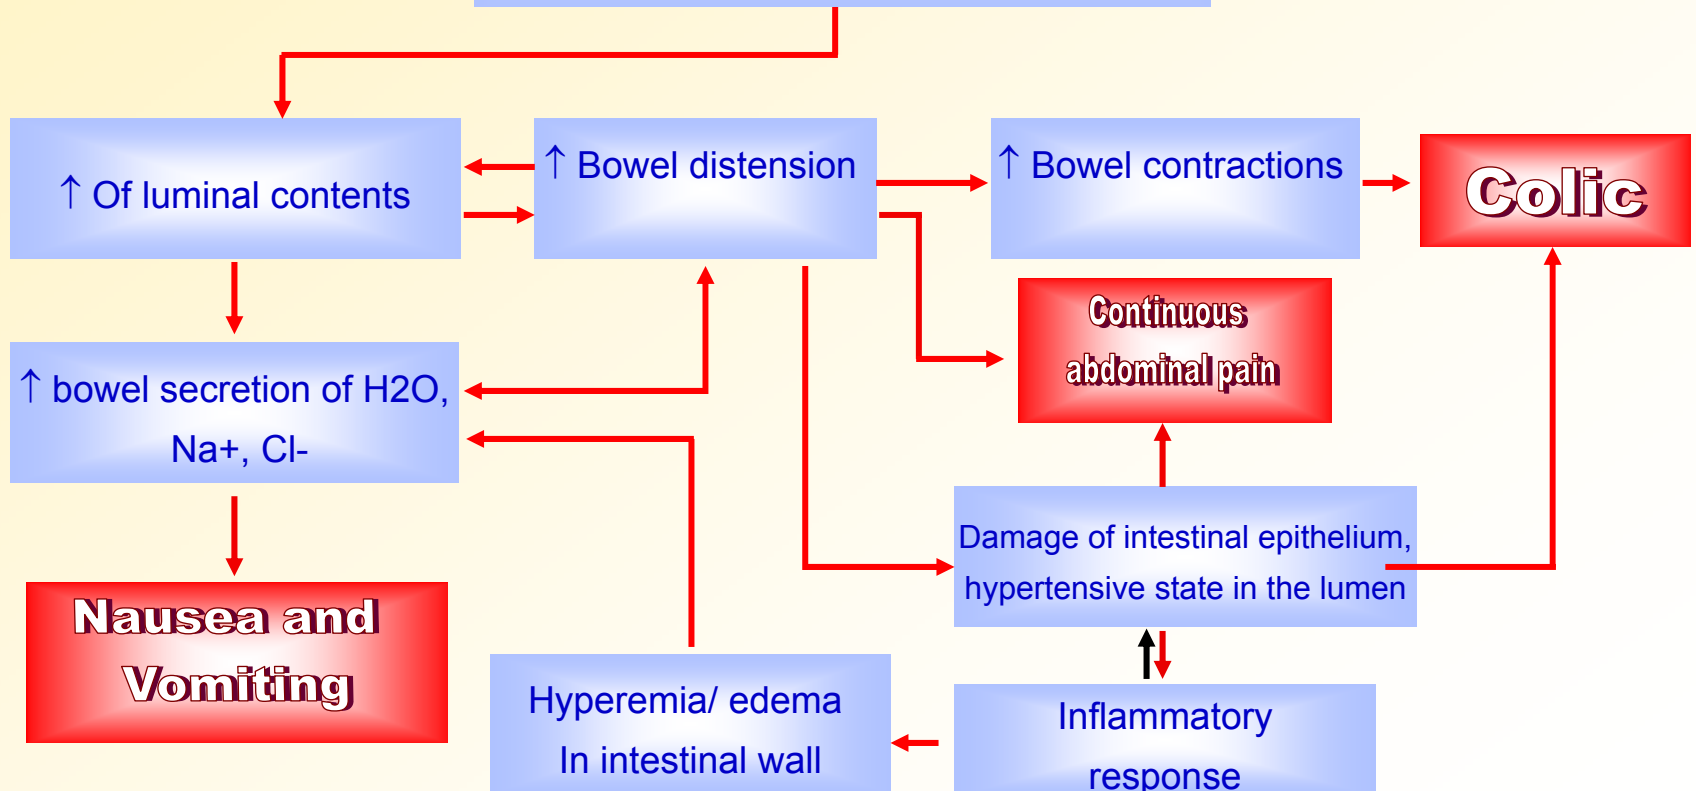 ↑ Of luminal contents
↑ Bowel distension
↑ Bowel contractions
Colic
Continuous
abdominal pain
↑ bowel secretion of H2O,
Na+, Cl-
Damage of intestinal epithelium,
hypertensive state in the lumen
Nausea and
Vomiting
Hyperemia/ edema
In intestinal wall
Inflammatory
response